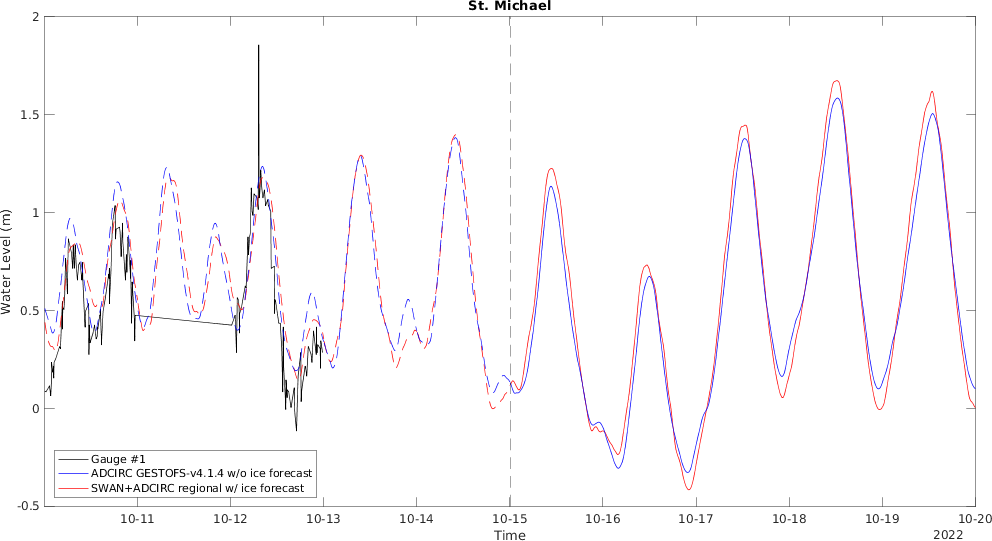 St. Michael
2
1.5
1
0.5
0
-0.5
Water Level (m)
Gauge #1
ADCIRC GESTOFS-v4.1.4 w/o ice forecast
SWAN+ADCIRC regional w/ ice forecast
10-11
10-12
10-13
10-14
10-15
10-16
10-17
10-18
10-19
10-20
Time
2022